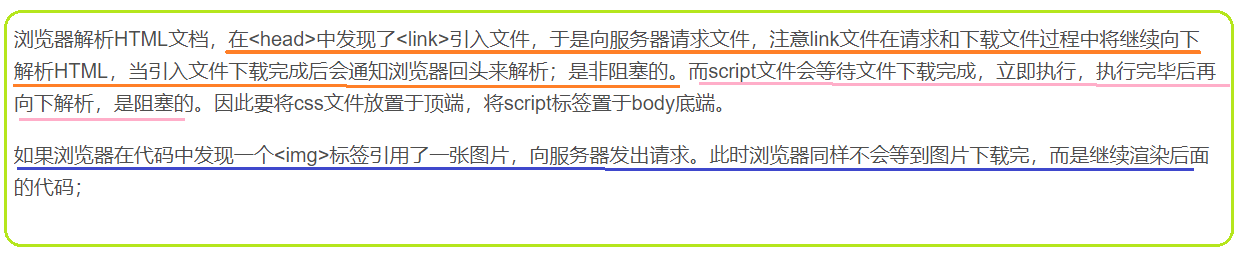 浏览器解析HTML文档，在<head>中发现了<link>引入文件，于是向服务器请求文件，注意link文件在请求和下载文件过程中将继续向下
解析HTML，当引入文件下载完成后会通知浏览器回头来解析；是非阻塞的。而script文件会等待文件下载完成，立即执行，执行完毕后再
向下解析，是阻塞的。因此要将css文件放置于顶端，将script标签置于body底端。
如果浏览器在代码中发现一个<img>标签引用了一张图片，向服务器发出请求。此时浏览器同样不会等到图片下载完，而是继续渲染后面
的代码；